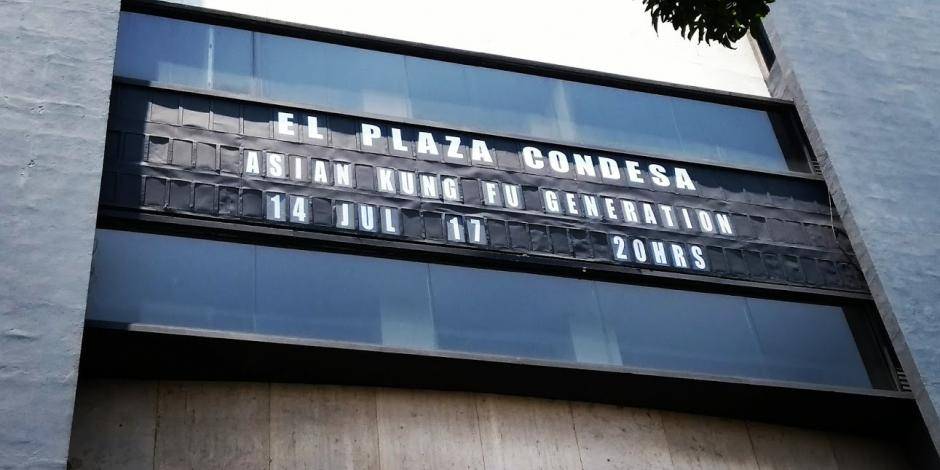 EL PLAZA CONDESA
ASIAN KUNG FU GENERATION
14 JUL 17 20HRS